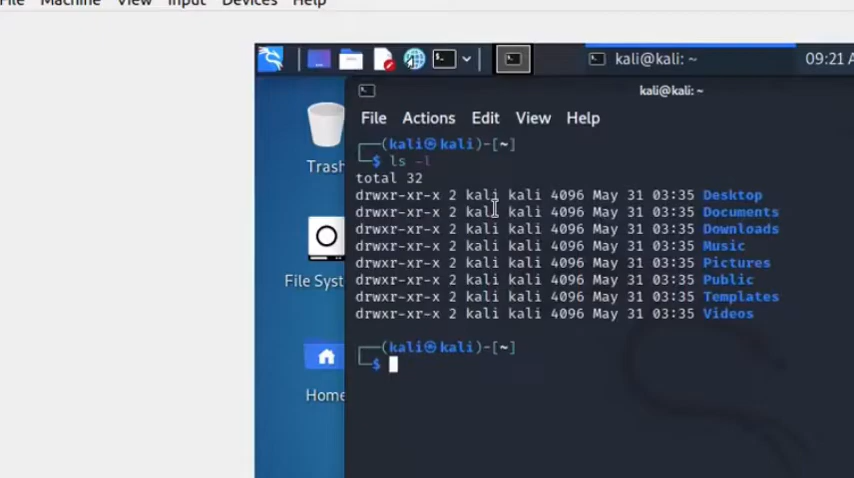 File Machine View Input Devices Help
kali@kali: ~
09:21 A
kali@kali: ~
File Actions Edit View Help
Trash
File Syst
Home
┌──(kali㉿kali)-[~]
└─$ ls -l
total 32
drwxr-xr-x 2 kali kali 4096 May 31 03:35 Desktop
drwxr-xr-x 2 kali kali 4096 May 31 03:35 Documents
drwxr-xr-x 2 kali kali 4096 May 31 03:35 Downloads
drwxr-xr-x 2 kali kali 4096 May 31 03:35 Music
drwxr-xr-x 2 kali kali 4096 May 31 03:35 Pictures
drwxr-xr-x 2 kali kali 4096 May 31 03:35 Public
drwxr-xr-x 2 kali kali 4096 May 31 03:35 Templates
drwxr-xr-x 2 kali kali 4096 May 31 03:35 Videos
┌──(kali㉿kali)-[~]
└─$